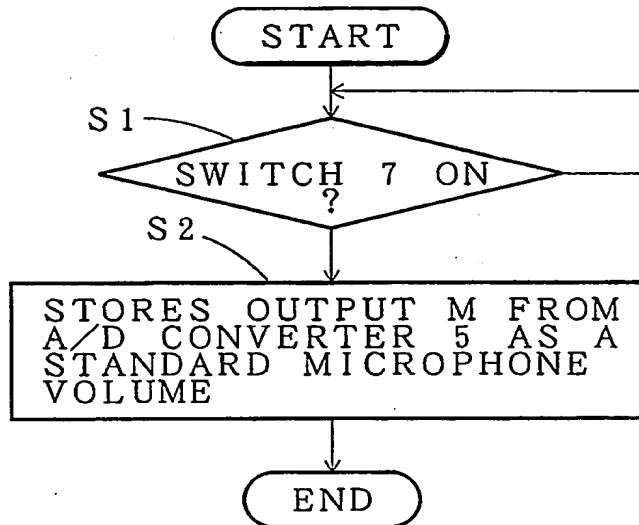 START
S1
SWITCH 7 ON
?
S2
STORES OUTPUT M FROM
A/D CONVERTER 5 AS A
STANDARD MICROPHONE
VOLUME
END